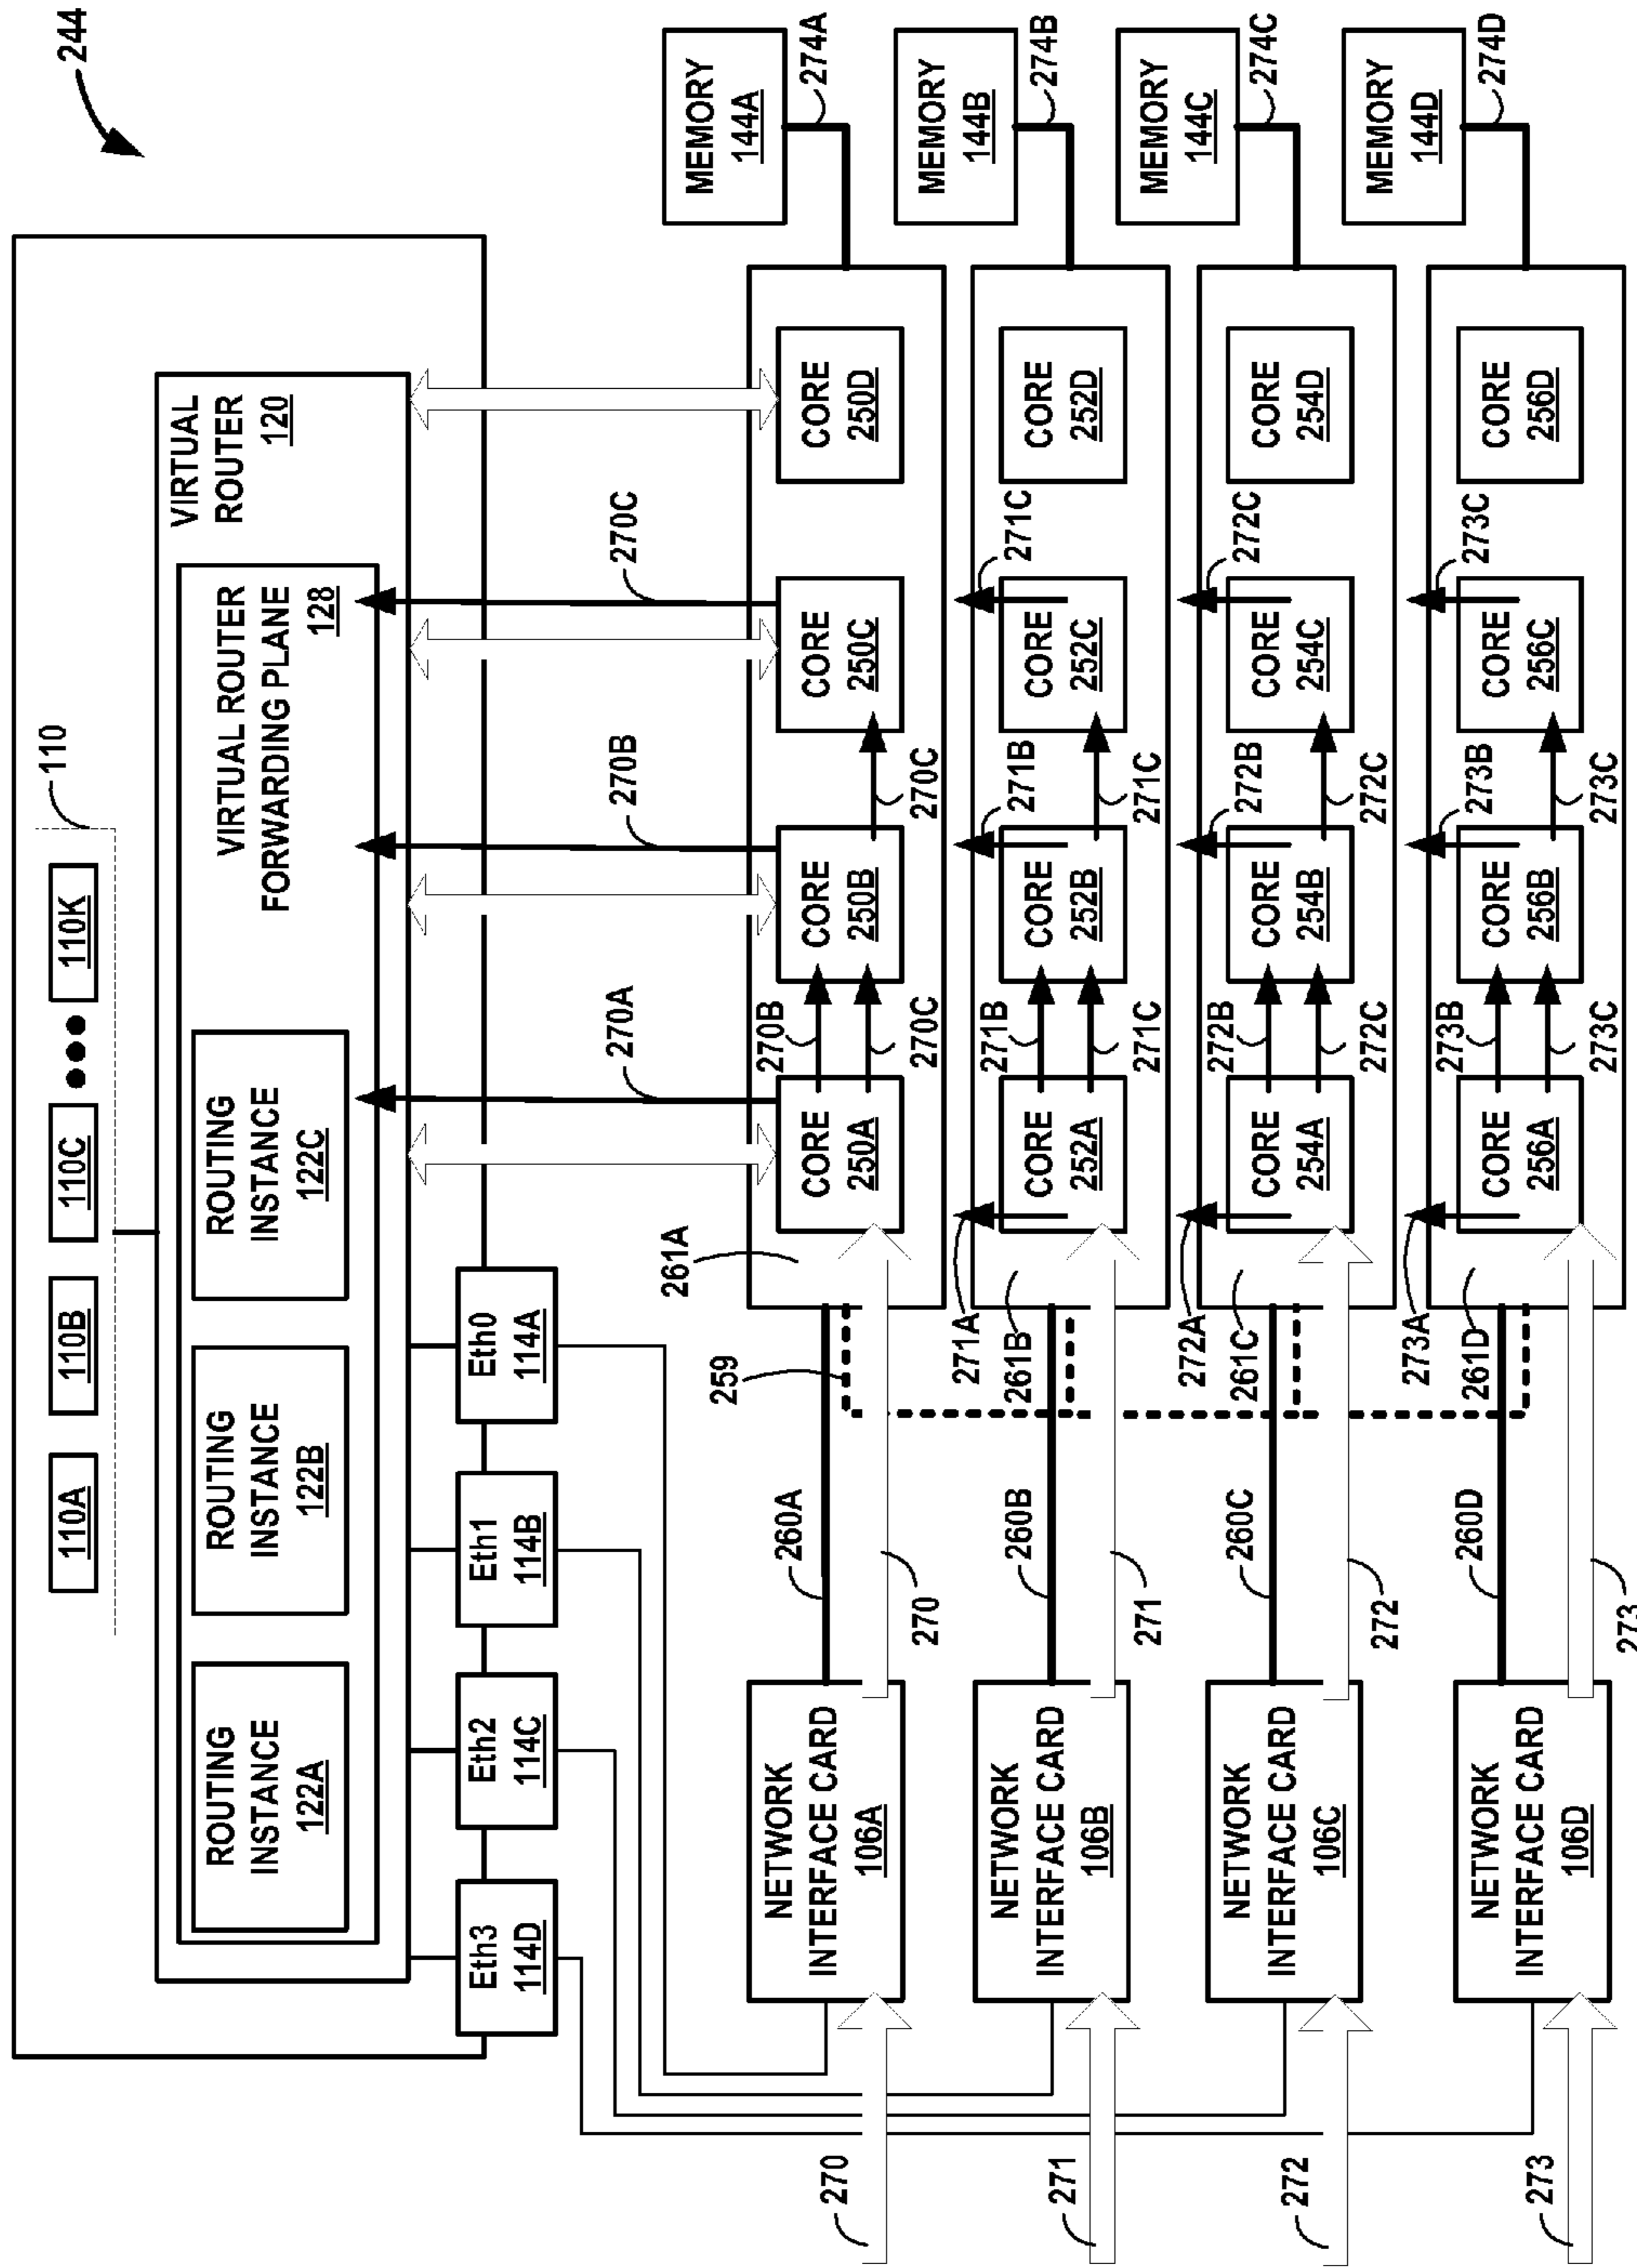 244
110
110A
110B
110C
110K
VIRTUAL
ROUTER
120
VIRTUAL ROUTER
FORWARDING PLANE
128
ROUTING
INSTANCE
122A
ROUTING
INSTANCE
122B
ROUTING
INSTANCE
122C
Eth3
114D
Eth2
114C
Eth1
114B
Eth0
114A
270A
270B
270C
270
NETWORK
INTERFACE CARD
106A
260A
270
259
261A
CORE
250A
270B
270C
CORE
250B
270C
CORE
250C
CORE
250D
MEMORY
144A
274A
271
NETWORK
INTERFACE CARD
106B
260B
271
271A
261B
CORE
252A
271B
271C
CORE
252B
271B
271C
CORE
252C
271C
CORE
252D
MEMORY
144B
274B
272
NETWORK
INTERFACE CARD
106C
260C
272
272A
261C
CORE
254A
272B
272C
CORE
254B
272B
272C
CORE
254C
272C
CORE
254D
MEMORY
144C
274C
273
NETWORK
INTERFACE CARD
106D
260D
273
273A
261D
CORE
256A
273B
273C
CORE
256B
273B
273C
CORE
256C
273C
CORE
256D
MEMORY
144D
274D